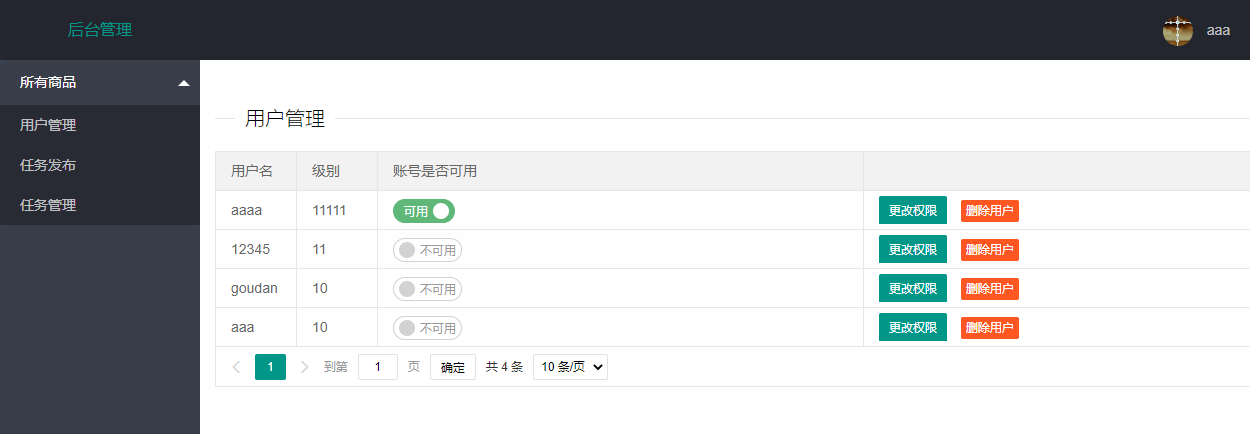 后台管理
aaa
所有商品
用户管理
任务发布
任务管理
用户管理
用户名 级别 账号是否可用
aaaa 11111 可用 更改权限 删除用户
12345 11 不可用 更改权限 删除用户
goudan 10 不可用 更改权限 删除用户
aaa 10 不可用 更改权限 删除用户
1 到第 1 页 确定 共 4 条 10 条/页